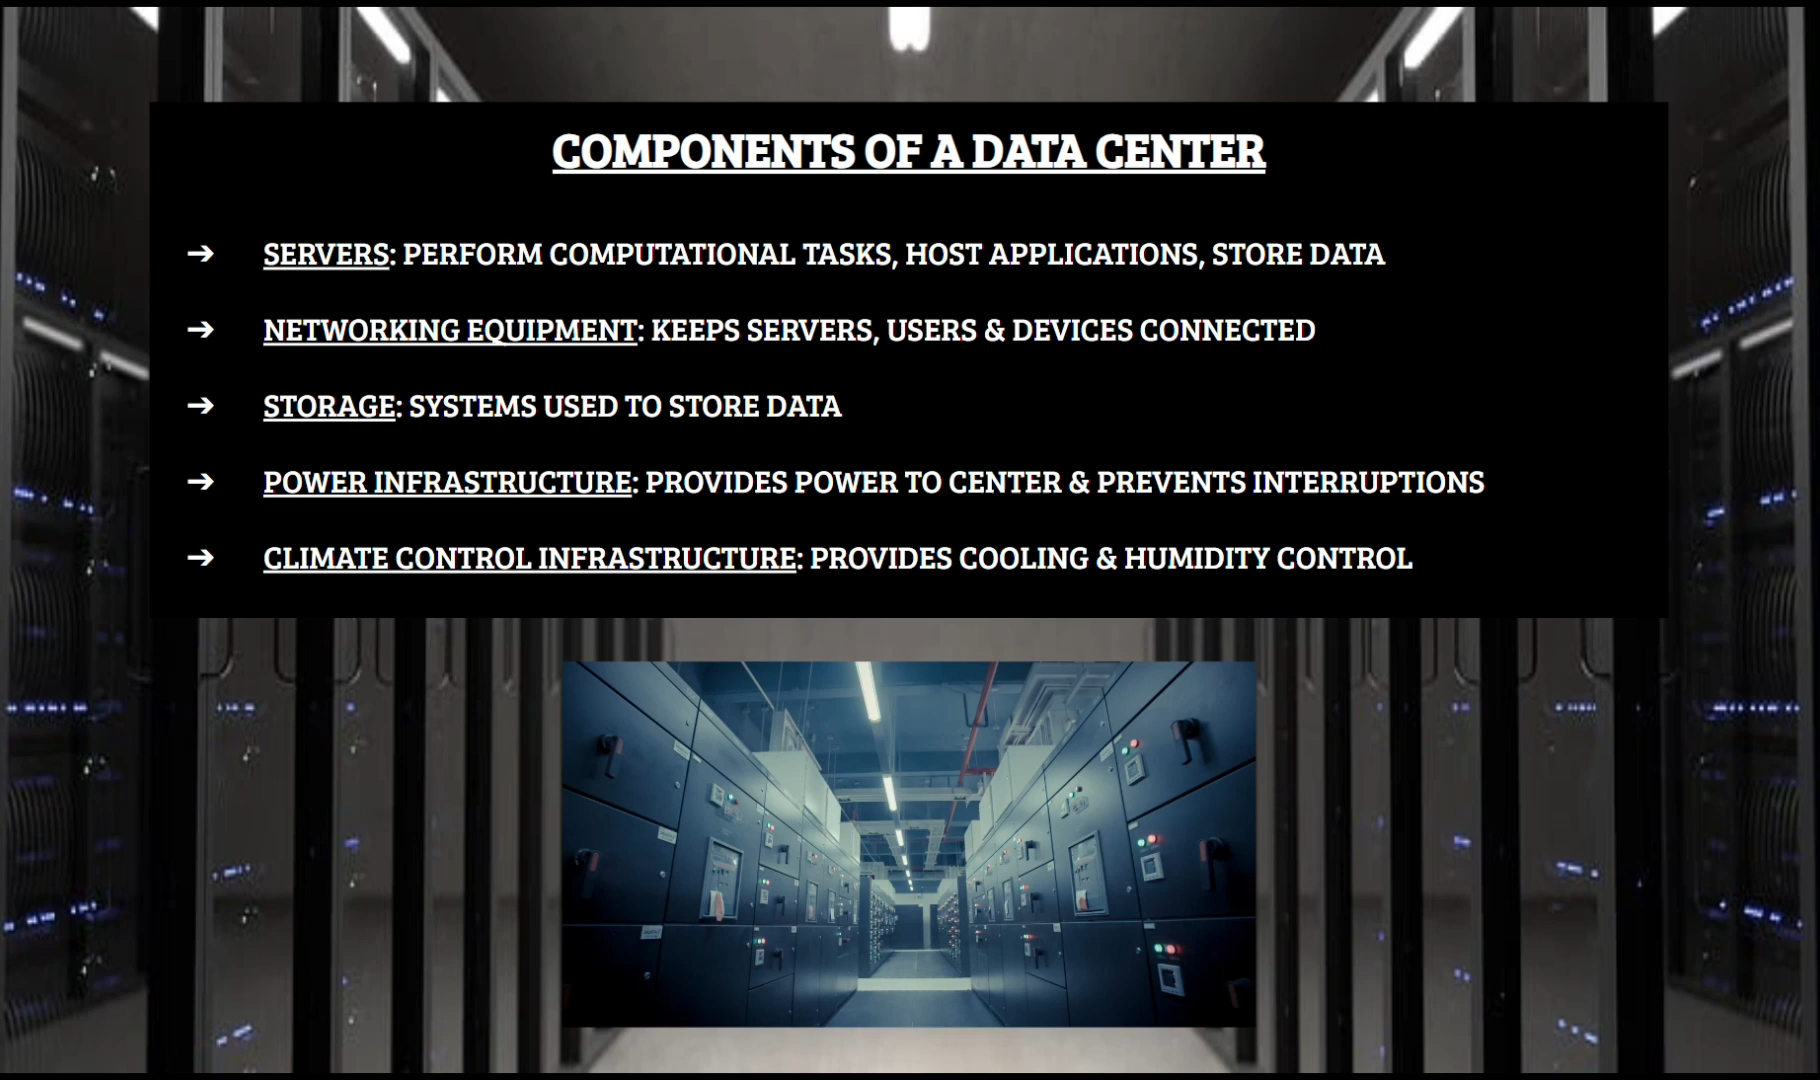 COMPONENTS OF A DATA CENTER
➔ SERVERS: PERFORM COMPUTATIONAL TASKS, HOST APPLICATIONS, STORE DATA
➔ NETWORKING EQUIPMENT: KEEPS SERVERS, USERS & DEVICES CONNECTED
➔ STORAGE: SYSTEMS USED TO STORE DATA
➔ POWER INFRASTRUCTURE: PROVIDES POWER TO CENTER & PREVENTS INTERRUPTIONS
➔ CLIMATE CONTROL INFRASTRUCTURE: PROVIDES COOLING & HUMIDITY CONTROL